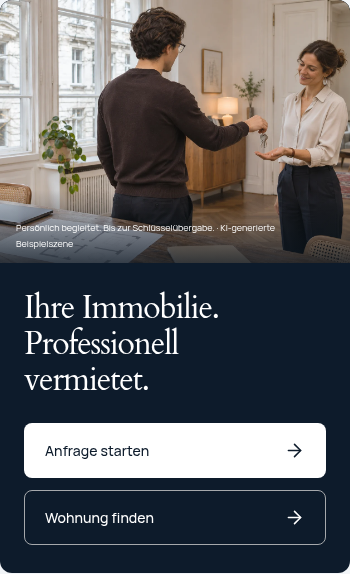 Persönlich begleitet. Bis zur Schlüsselübergabe. · KI-generierte
Beispielszene
Ihre Immobilie.
Professionell
vermietet.
Anfrage starten
Wohnung finden